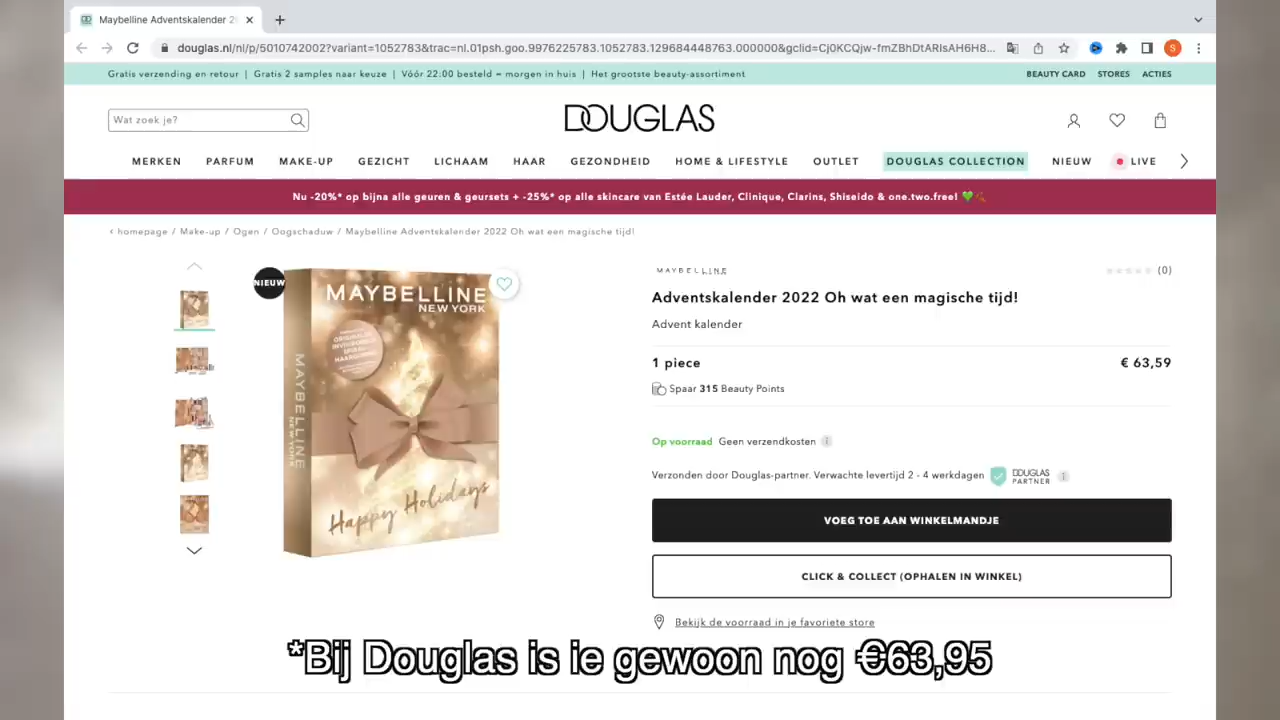 Maybelline Adventskalender 2
douglas.nl/nl/p/5010742002?variant=1052783&trac=nl.01psh.goo.9976225783.1052783.129684448763.000000&gclid=Cj0KCQjw-fmZBhDtARIsAH6H8...
S
Gratis verzending en retour | Gratis 2 samples naar keuze | Vóór 22:00 besteld = morgen in huis | Het grootste beauty-assortiment
BEAUTY CARD STORES ACTIES
Wat zoek je?
DOUGLAS
MERKEN PARFUM MAKE-UP GEZICHT LICHAAM HAAR GEZONDHEID HOME & LIFESTYLE OUTLET DOUGLAS COLLECTION NIEUW LIVE
Nu -20%* op bijna alle geuren & geursets + -25%* op alle skincare van Estée Lauder, Clinique, Clarins, Shiseido & one.two.free! 💚
‹ homepage / Make-up / Ogen / Oogschaduw / Maybelline Adventskalender 2022 Oh wat een magische tijd!
NIEUW
MAYBELLINE
NEW YORK
MAYBELLINE
NEW YORK
Happy Holidays
MAYBELLINE
(0)
Adventskalender 2022 Oh wat een magische tijd!
Advent kalender
1 piece € 63,59
Spaar 315 Beauty Points
Op voorraad Geen verzendkosten i
Verzonden door Douglas-partner. Verwachte levertijd 2 - 4 werkdagen DOUGLAS PARTNER i
VOEG TOE AAN WINKELMANDJE
CLICK & COLLECT (OPHALEN IN WINKEL)
Bekijk de voorraad in je favoriete store
*Bij Douglas is ie gewoon nog €63,95